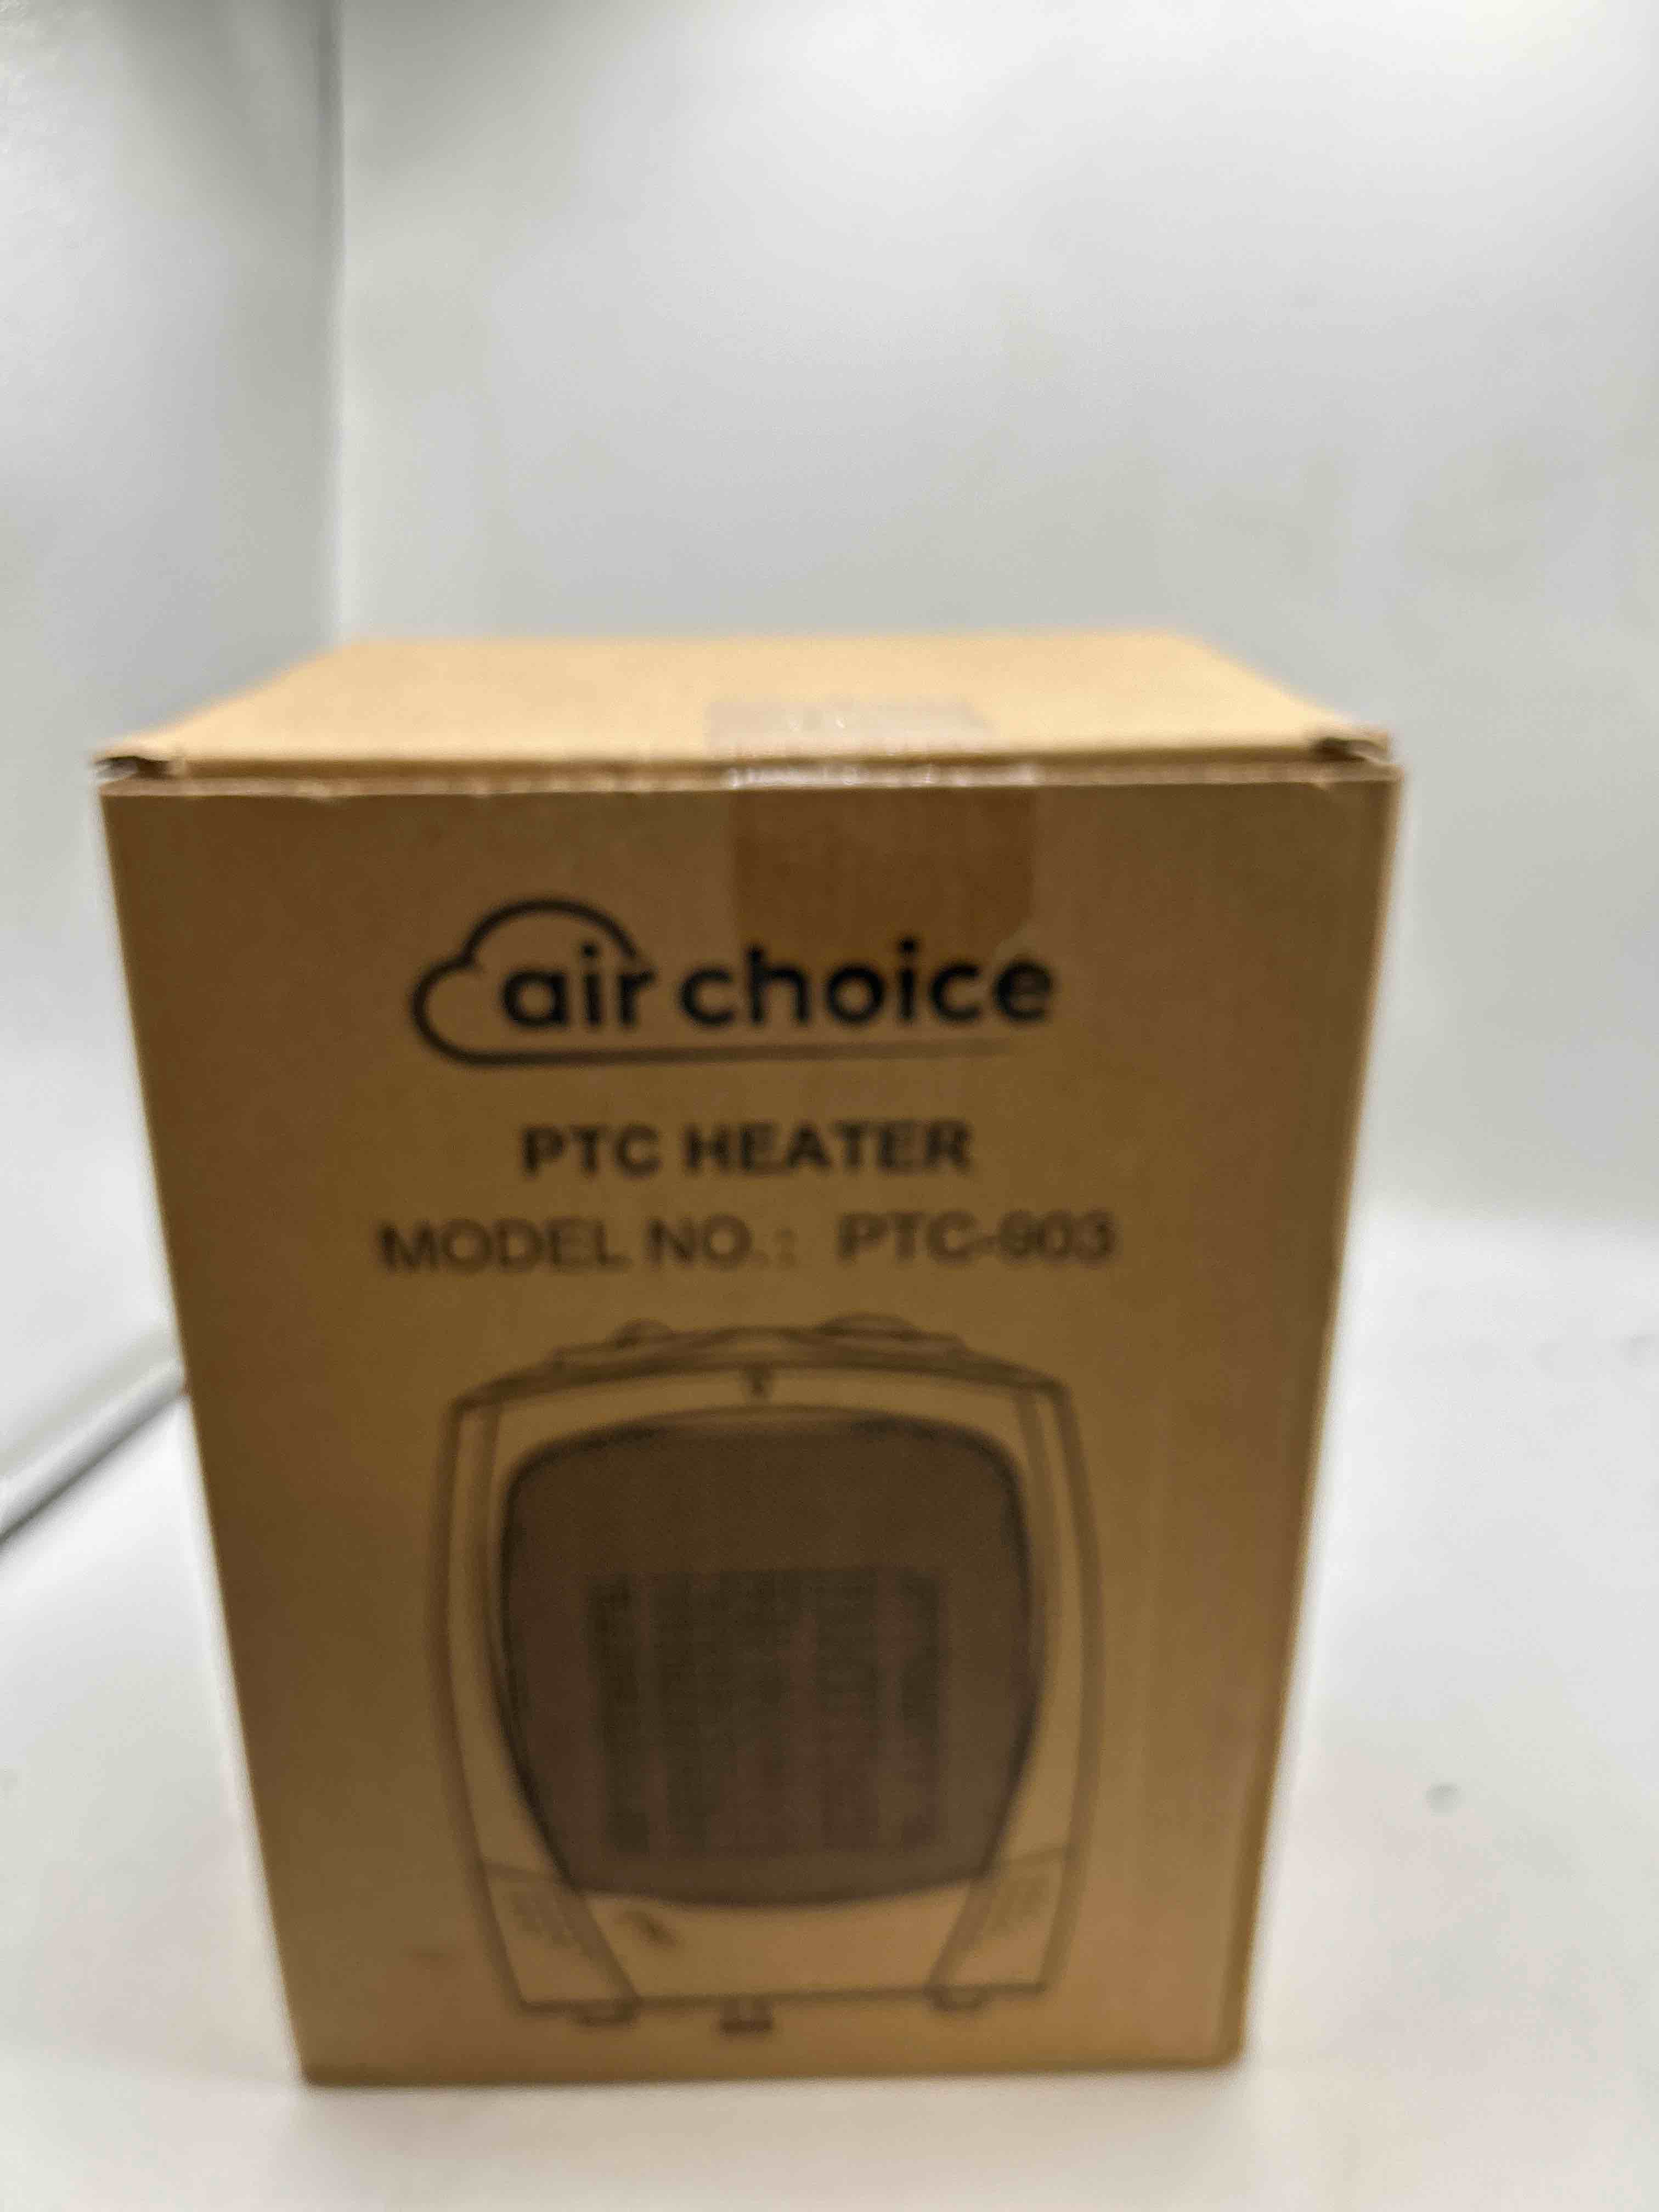 air choice
PTC HEATER
MODEL NO.: PTC-903